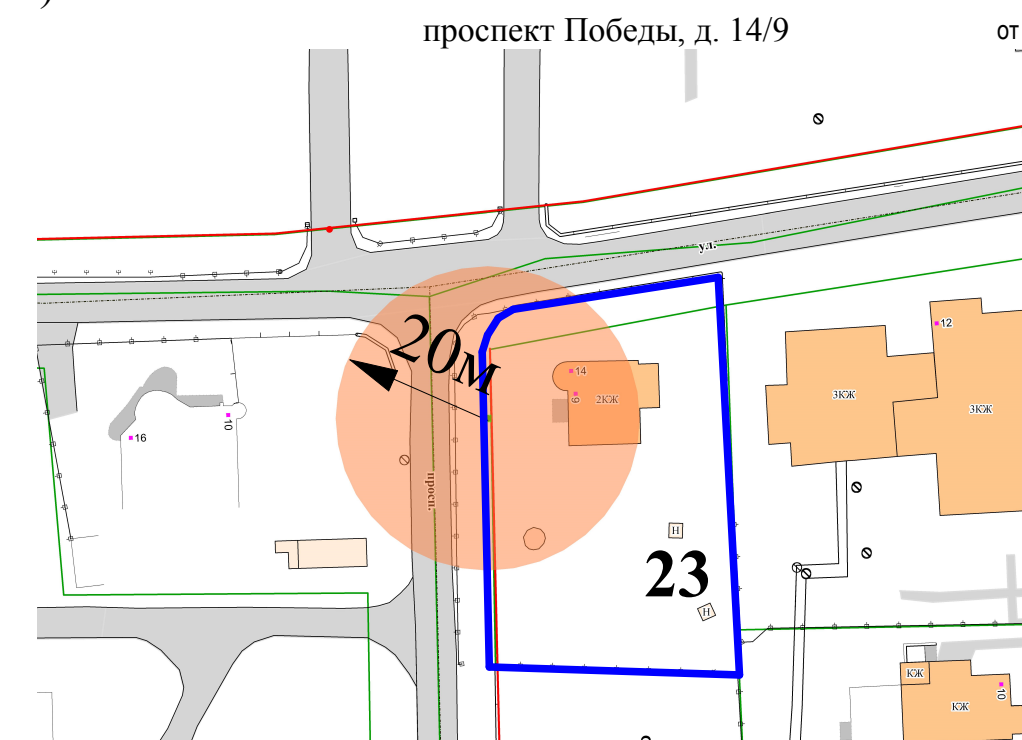 проспект Победы, д. 14/9
от
ул.
20м
12
14
9
2КЖ
3КЖ
3КЖ
16
10
просп.
Н
23
Н
КЖ
10
КЖ